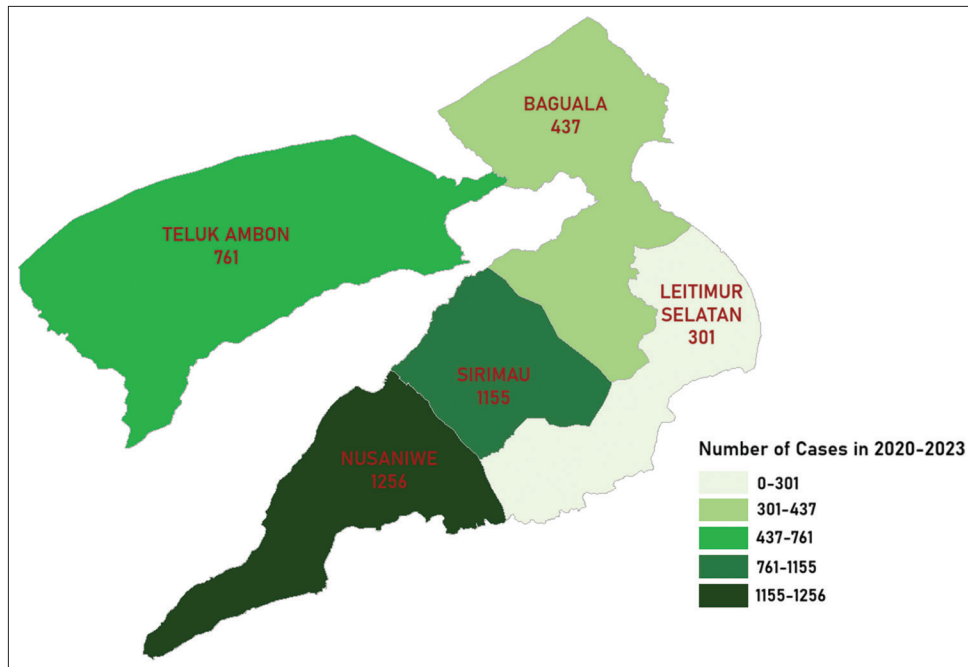 BAGUALA
437
TELUK AMBON
761
LEITIMUR
SELATAN
301
SIRIMAU
1155
NUSANIWE
1256
Number of Cases in 2020-2023
0-301
301-437
437-761
761-1155
1155-1256